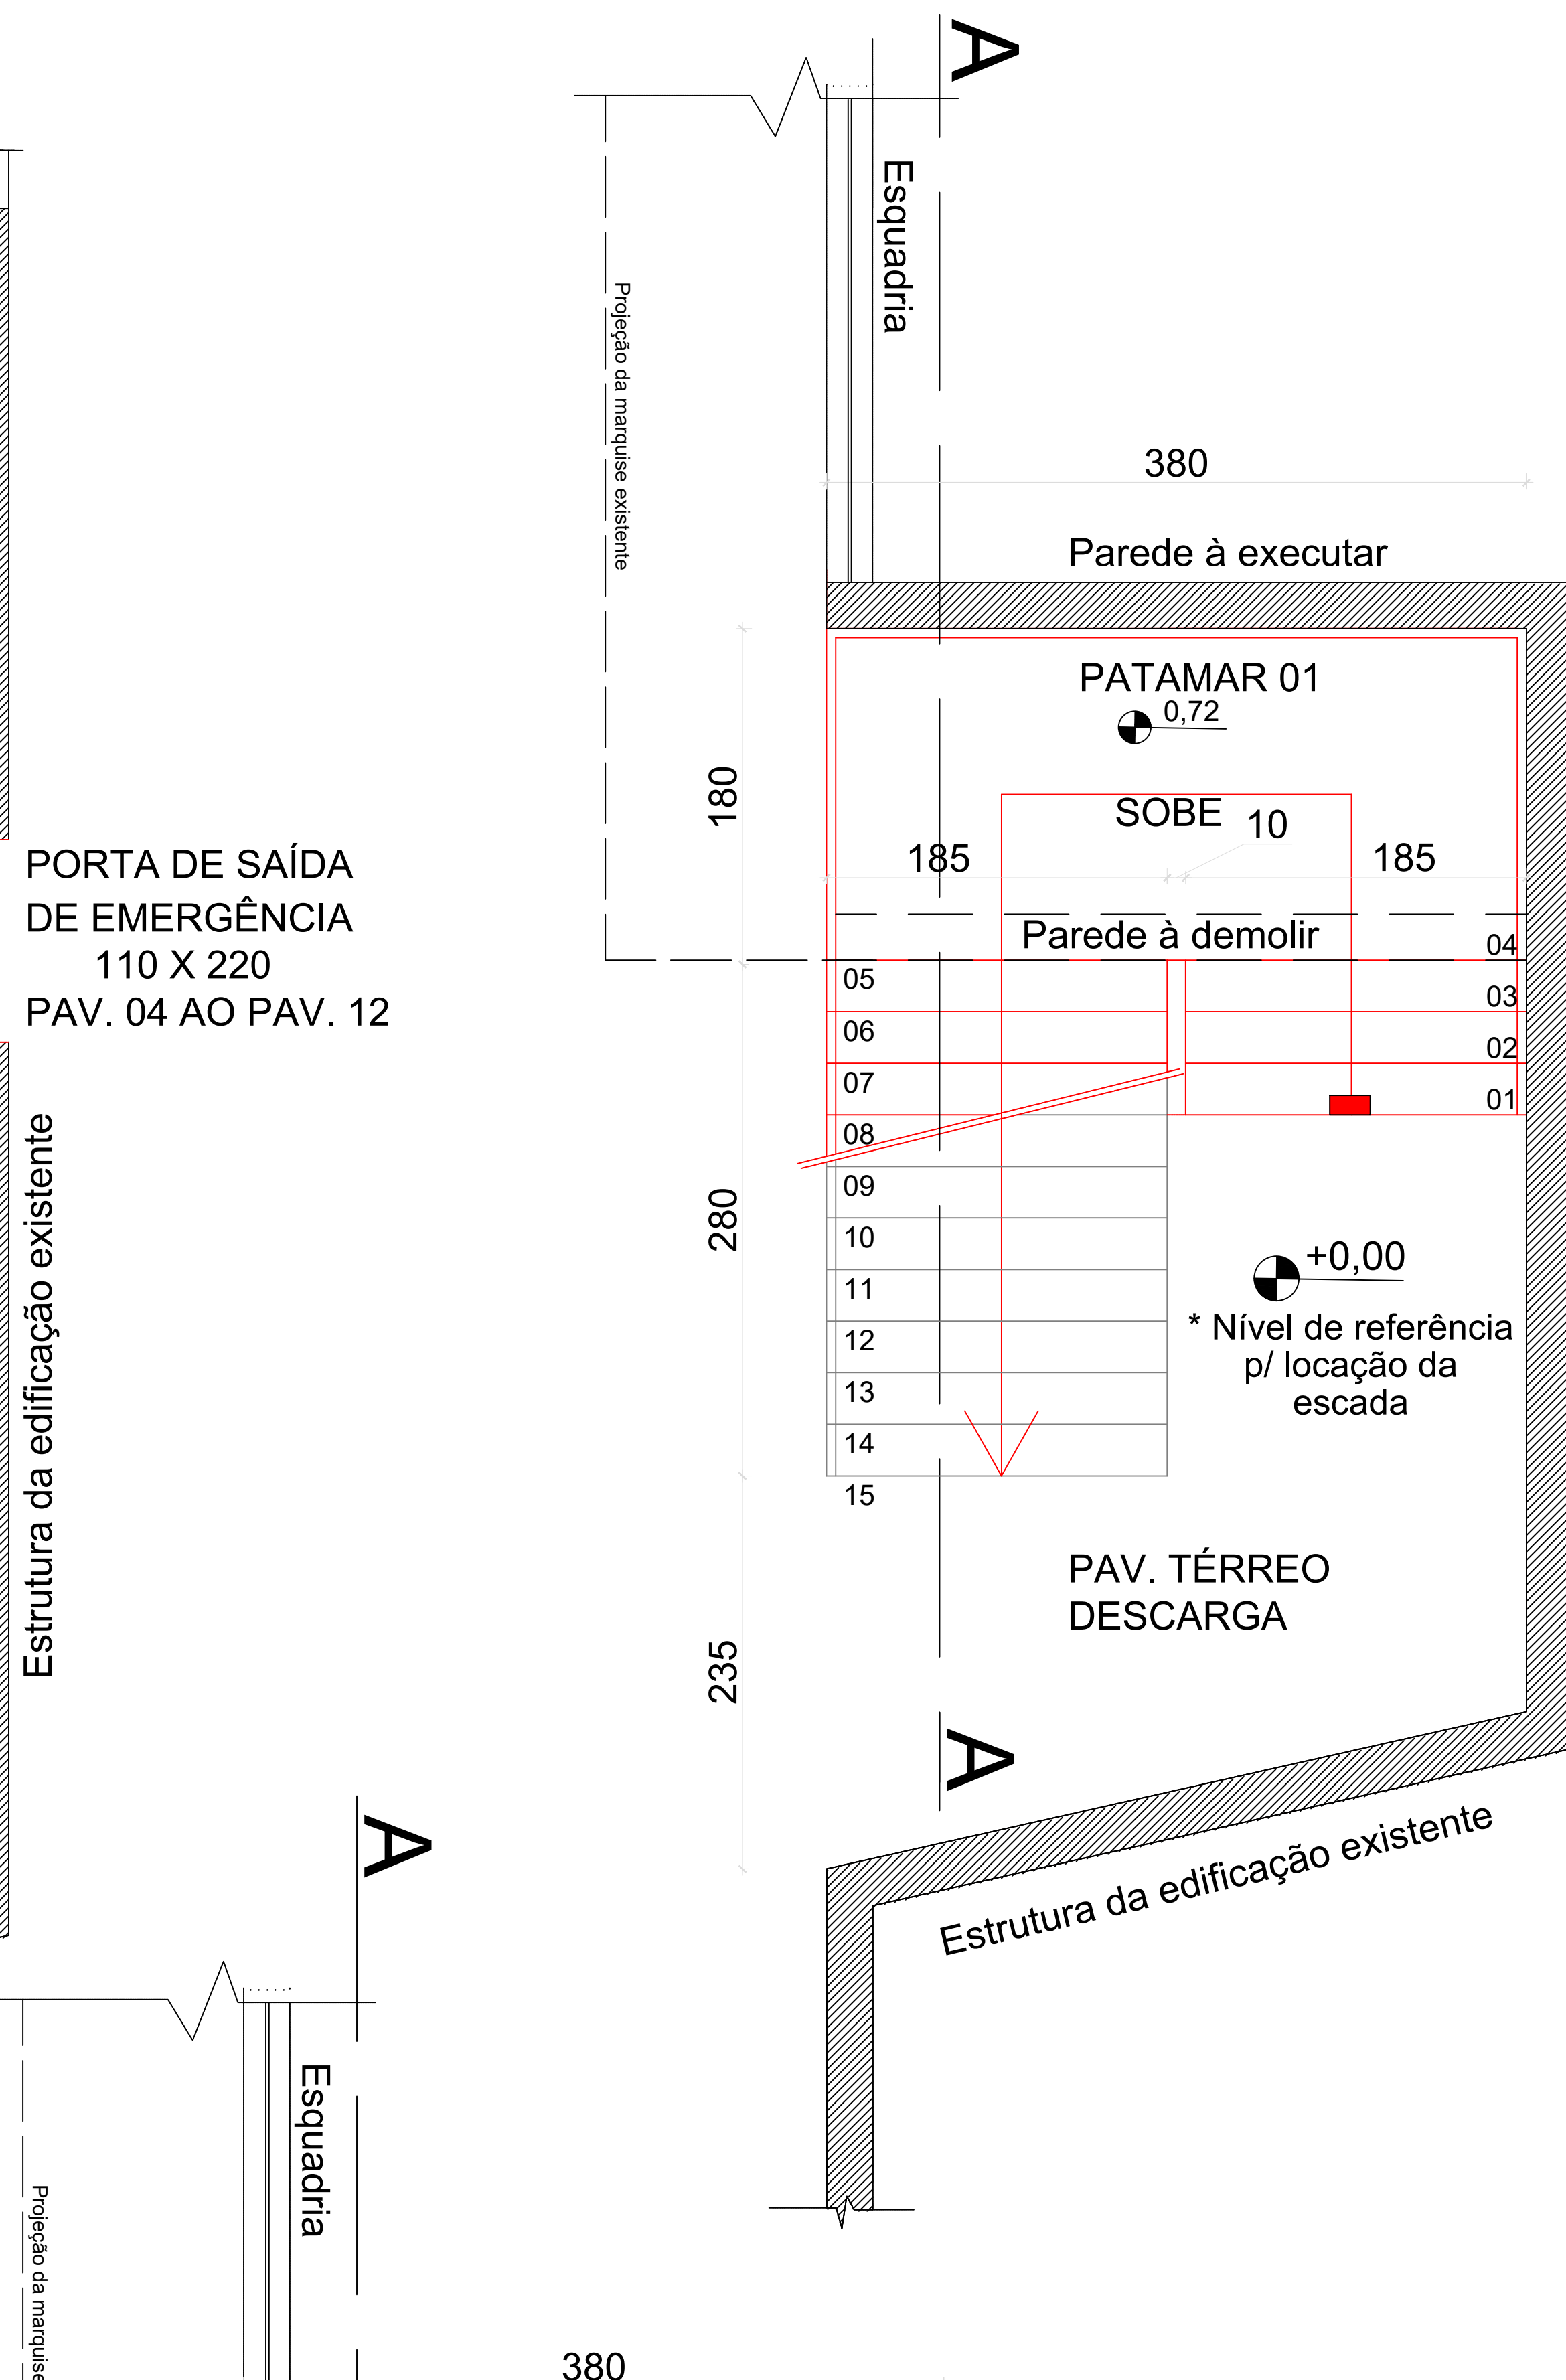 A
Esquadria
Projeção da marquise existente
380
Parede à executar
PATAMAR 01
0,72
180
SOBE
10
185
185
Parede à demolir
04
03
02
01
05
06
07
08
09
10
11
12
13
14
15
280
+0,00
* Nível de referência
p/ locação da
escada
PAV. TÉRREO
DESCARGA
235
A
Estrutura da edificação existente
PORTA DE SAÍDA
DE EMERGÊNCIA
110 X 220
PAV. 04 AO PAV. 12
Estrutura da edificação existente
A
Esquadria
Projeção da marquise
380